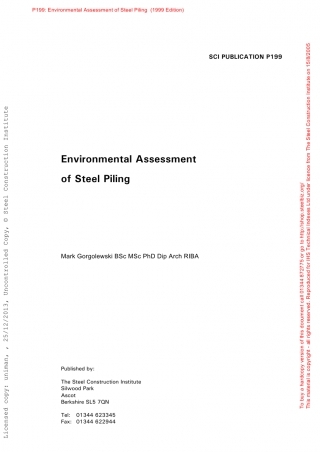 P199: Environmental Assessment of Steel Piling (1999 Edition)
SCI PUBLICATION P199
Environmental Assessment
of Steel Piling
Mark Gorgolewski BSc MSc PhD Dip Arch RIBA
Published by:
The Steel Construction Institute
Silwood Park
Ascot
Berkshire SL5 7QN
Tel: 01344 623345
Fax: 01344 622944
Licensed copy: uniman, , 25/12/2013, Uncontrolled Copy, © Steel Construction Institute
To buy a hardcopy version of this document call 01344 872775 or go to http://shop.steelbiz.org/
This material is copyright - all rights reserved. Reproduced for IHS Technical Indexes Ltd under licence from The Steel Construction Institute on 15/8/2005